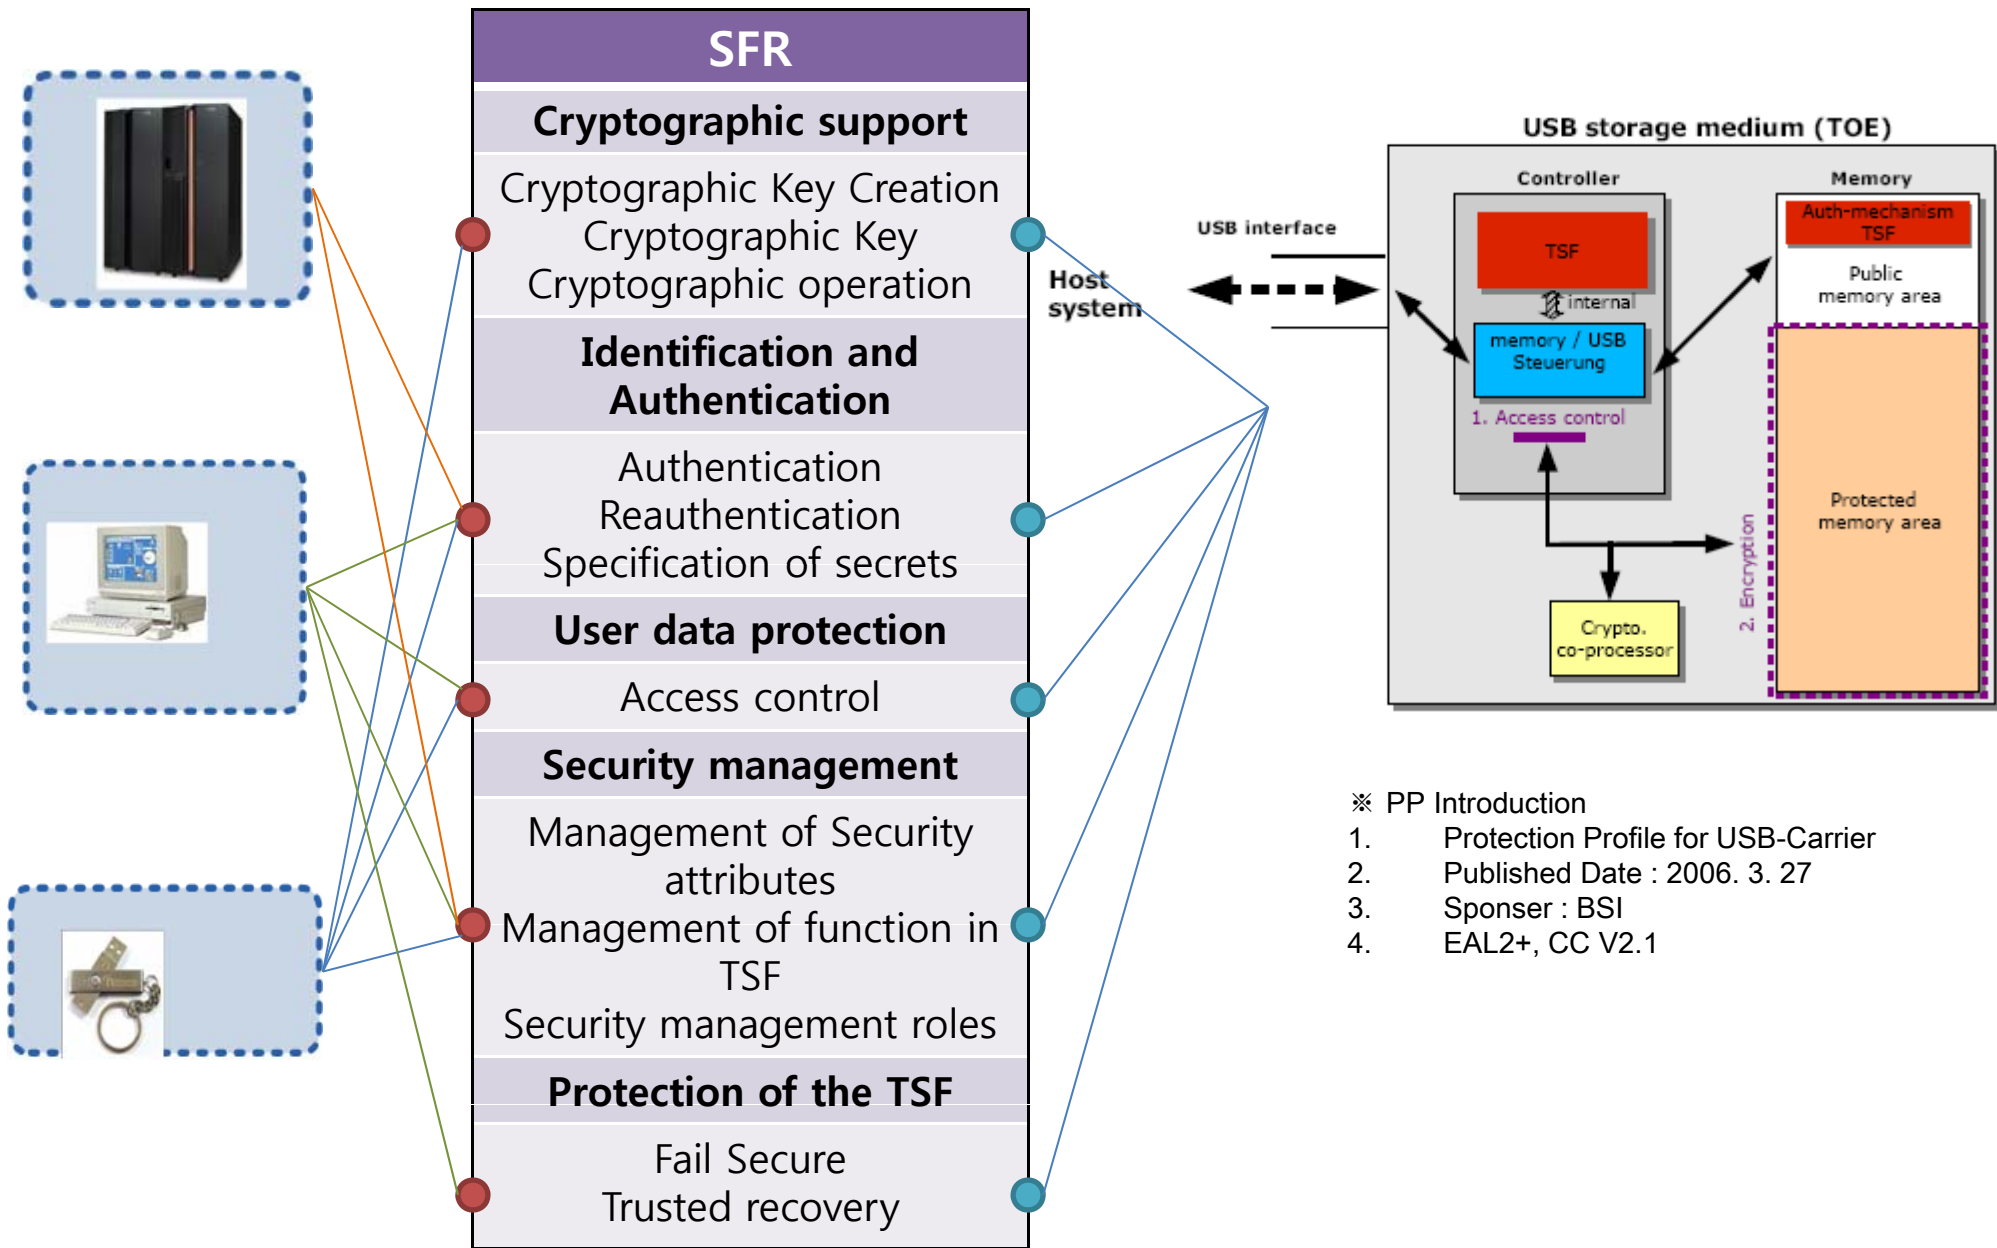 SFR
Cryptographic support
Cryptographic Key Creation
Cryptographic Key
Cryptographic operation
Identification and
Authentication
Authentication
Reauthentication
Specification of secrets
User data protection
Access control
Security management
Management of Security
attributes
Management of function in
TSF
Security management roles
Protection of the TSF
Fail Secure
Trusted recovery
USB storage medium (TOE)
Controller
Memory
USB interface
Host
system
TSF
internal
memory / USB
Steuerung
1. Access control
Auth-mechanism
TSF
Public
memory area
Protected
memory area
2. Encryption
Crypto.
co-processor
※ PP Introduction
1. Protection Profile for USB-Carrier
2. Published Date : 2006. 3. 27
3. Sponser : BSI
4. EAL2+, CC V2.1